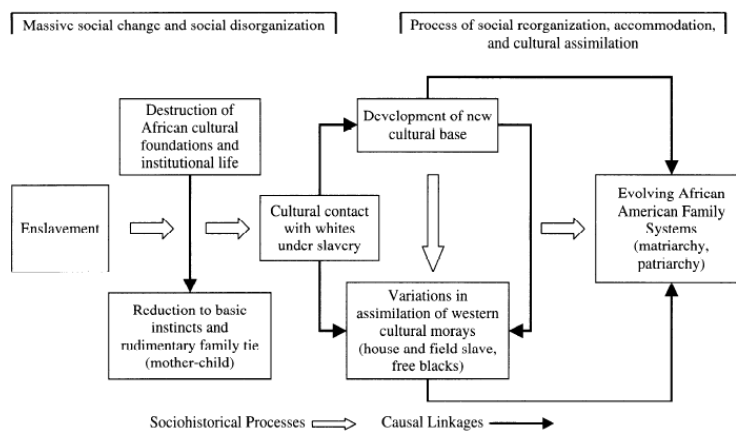 Massive social change and social disorganization
Process of social reorganization, accommodation,
and cultural assimilation
Destruction of
African cultural
foundations and
institutional life
Development of new
cultural base
Enslavement
Cultural contact
with whites
under slavery
Evolving African
American Family
Systems
(matriarchy,
patriarchy)
Reduction to basic
instincts and
rudimentary family tie
(mother-child)
Variations in
assimilation of western
cultural morays
(house and field slave,
free blacks)
Sociohistorical Processes
Causal Linkages